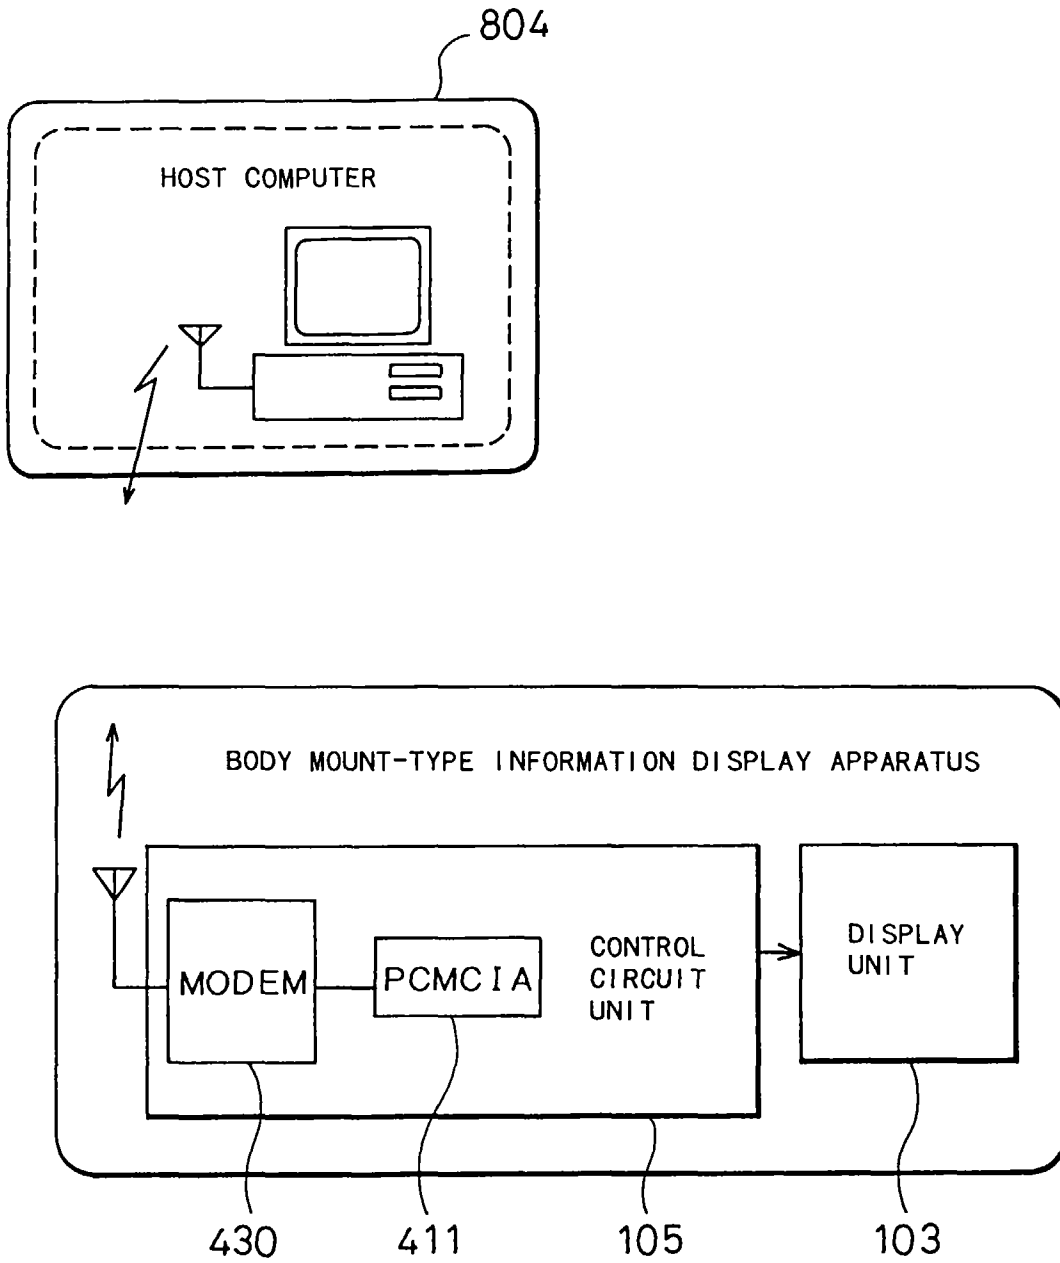 804
HOST COMPUTER
BODY MOUNT-TYPE INFORMATION DISPLAY APPARATUS
MODEM
PCMCIA
CONTROL
CIRCUIT
UNIT
DISPLAY
UNIT
430
411
105
103